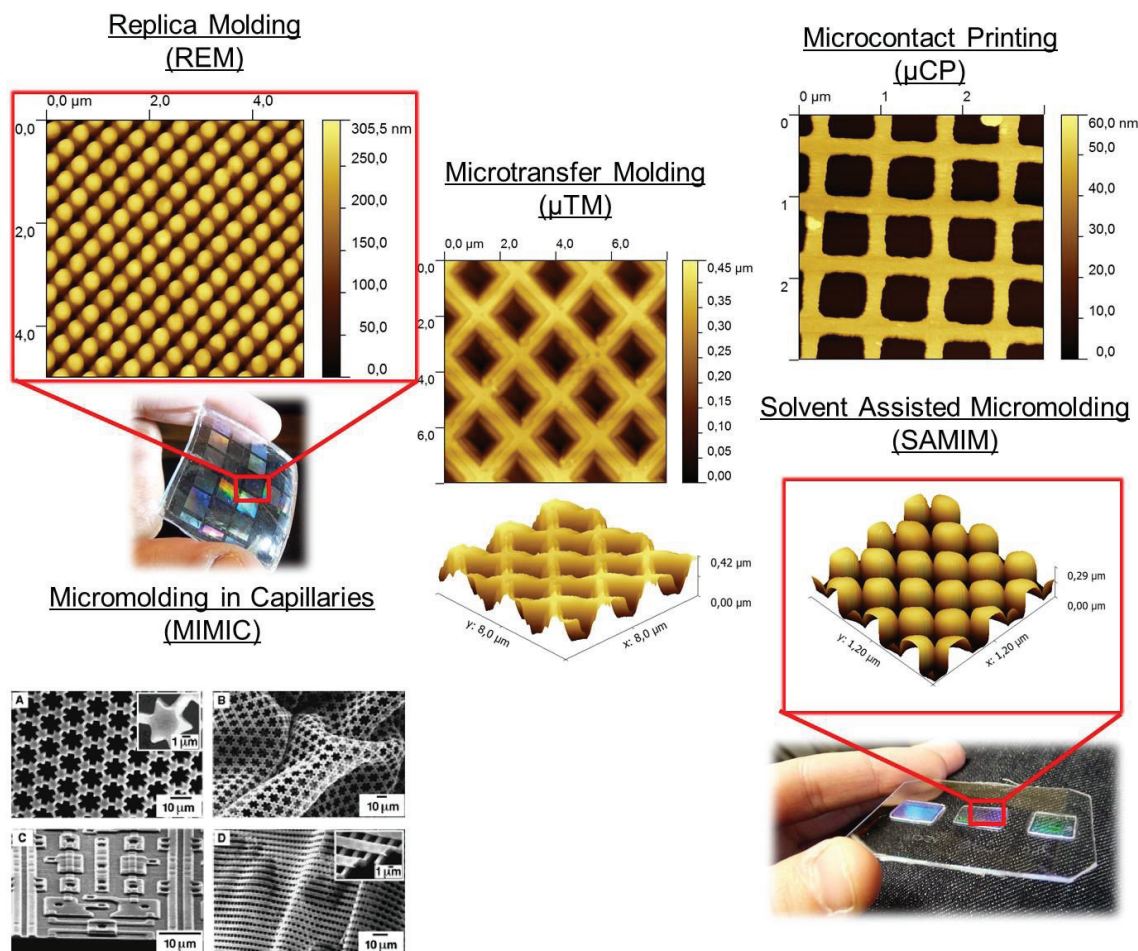 Replica Molding
(REM)
0,0 µm 2,0 4,0
0,0
2,0
4,0
305,5 nm
250,0
200,0
150,0
100,0
50,0
0,0
Microtransfer Molding
(µTM)
0,0 µm 2,0 4,0 6,0
0,0
2,0
4,0
6,0
0,45 µm
0,35
0,30
0,25
0,20
0,15
0,10
0,00
0,42 µm
0,00 µm
y: 8,0 µm
x: 8,0 µm
Microcontact Printing
(µCP)
0 µm 1 2
0
1
2
60,0 nm
50,0
40,0
30,0
20,0
10,0
0,0
Solvent Assisted Micromolding
(SAMIM)
0,29 µm
0,00 µm
y: 1,20 µm
x: 1,20 µm
Micromolding in Capillaries
(MIMIC)
A
1 µm
10 µm
B
10 µm
C
10 µm
D
1 µm
10 µm